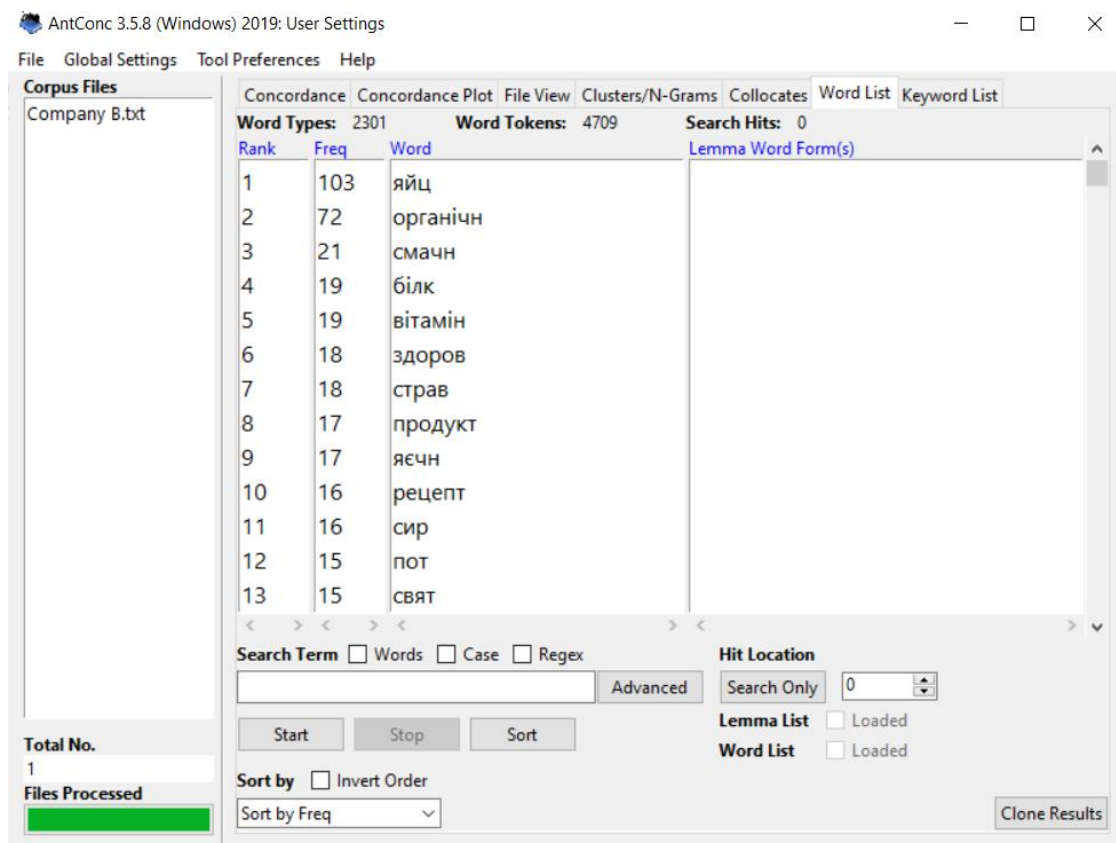 AntConc 3.5.8 (Windows) 2019: User Settings
File Global Settings Tool Preferences Help
Corpus Files
Company B.txt
Concordance Concordance Plot File View Clusters/N-Grams Collocates Word List Keyword List
Word Types: 2301 Word Tokens: 4709 Search Hits: 0
Rank Freq Word Lemma Word Form(s)
1 103 яйц
2 72 органічн
3 21 смачн
4 19 білк
5 19 вітамін
6 18 здоров
7 18 страв
8 17 продукт
9 17 яєчн
10 16 рецепт
11 16 сир
12 15 пот
13 15 свят
Search Term Words Case Regex Hit Location
Advanced Search Only 0
Start Stop Sort Lemma List Loaded
Word List Loaded
Total No.
1
Files Processed
Sort by Invert Order
Sort by Freq Clone Results